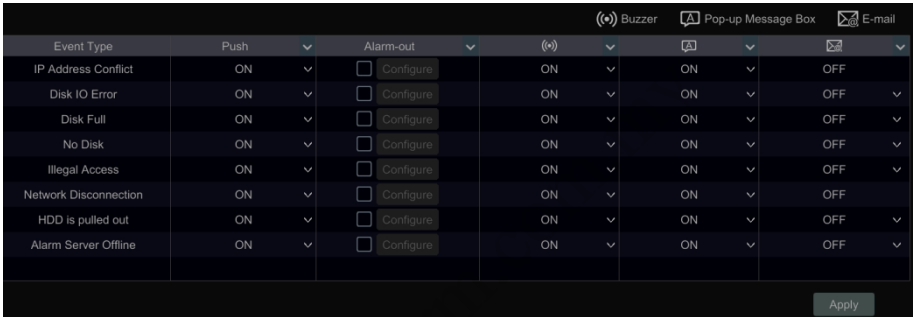 Buzzer Pop-up Message Box E-mail
Event Type Push Alarm-out
IP Address Conflict ON Configure ON ON OFF
Disk IO Error ON Configure ON ON OFF
Disk Full ON Configure ON ON OFF
No Disk ON Configure ON ON OFF
Illegal Access ON Configure ON ON OFF
Network Disconnection ON Configure ON ON OFF
HDD is pulled out ON Configure ON ON OFF
Alarm Server Offline ON Configure ON ON OFF
Apply